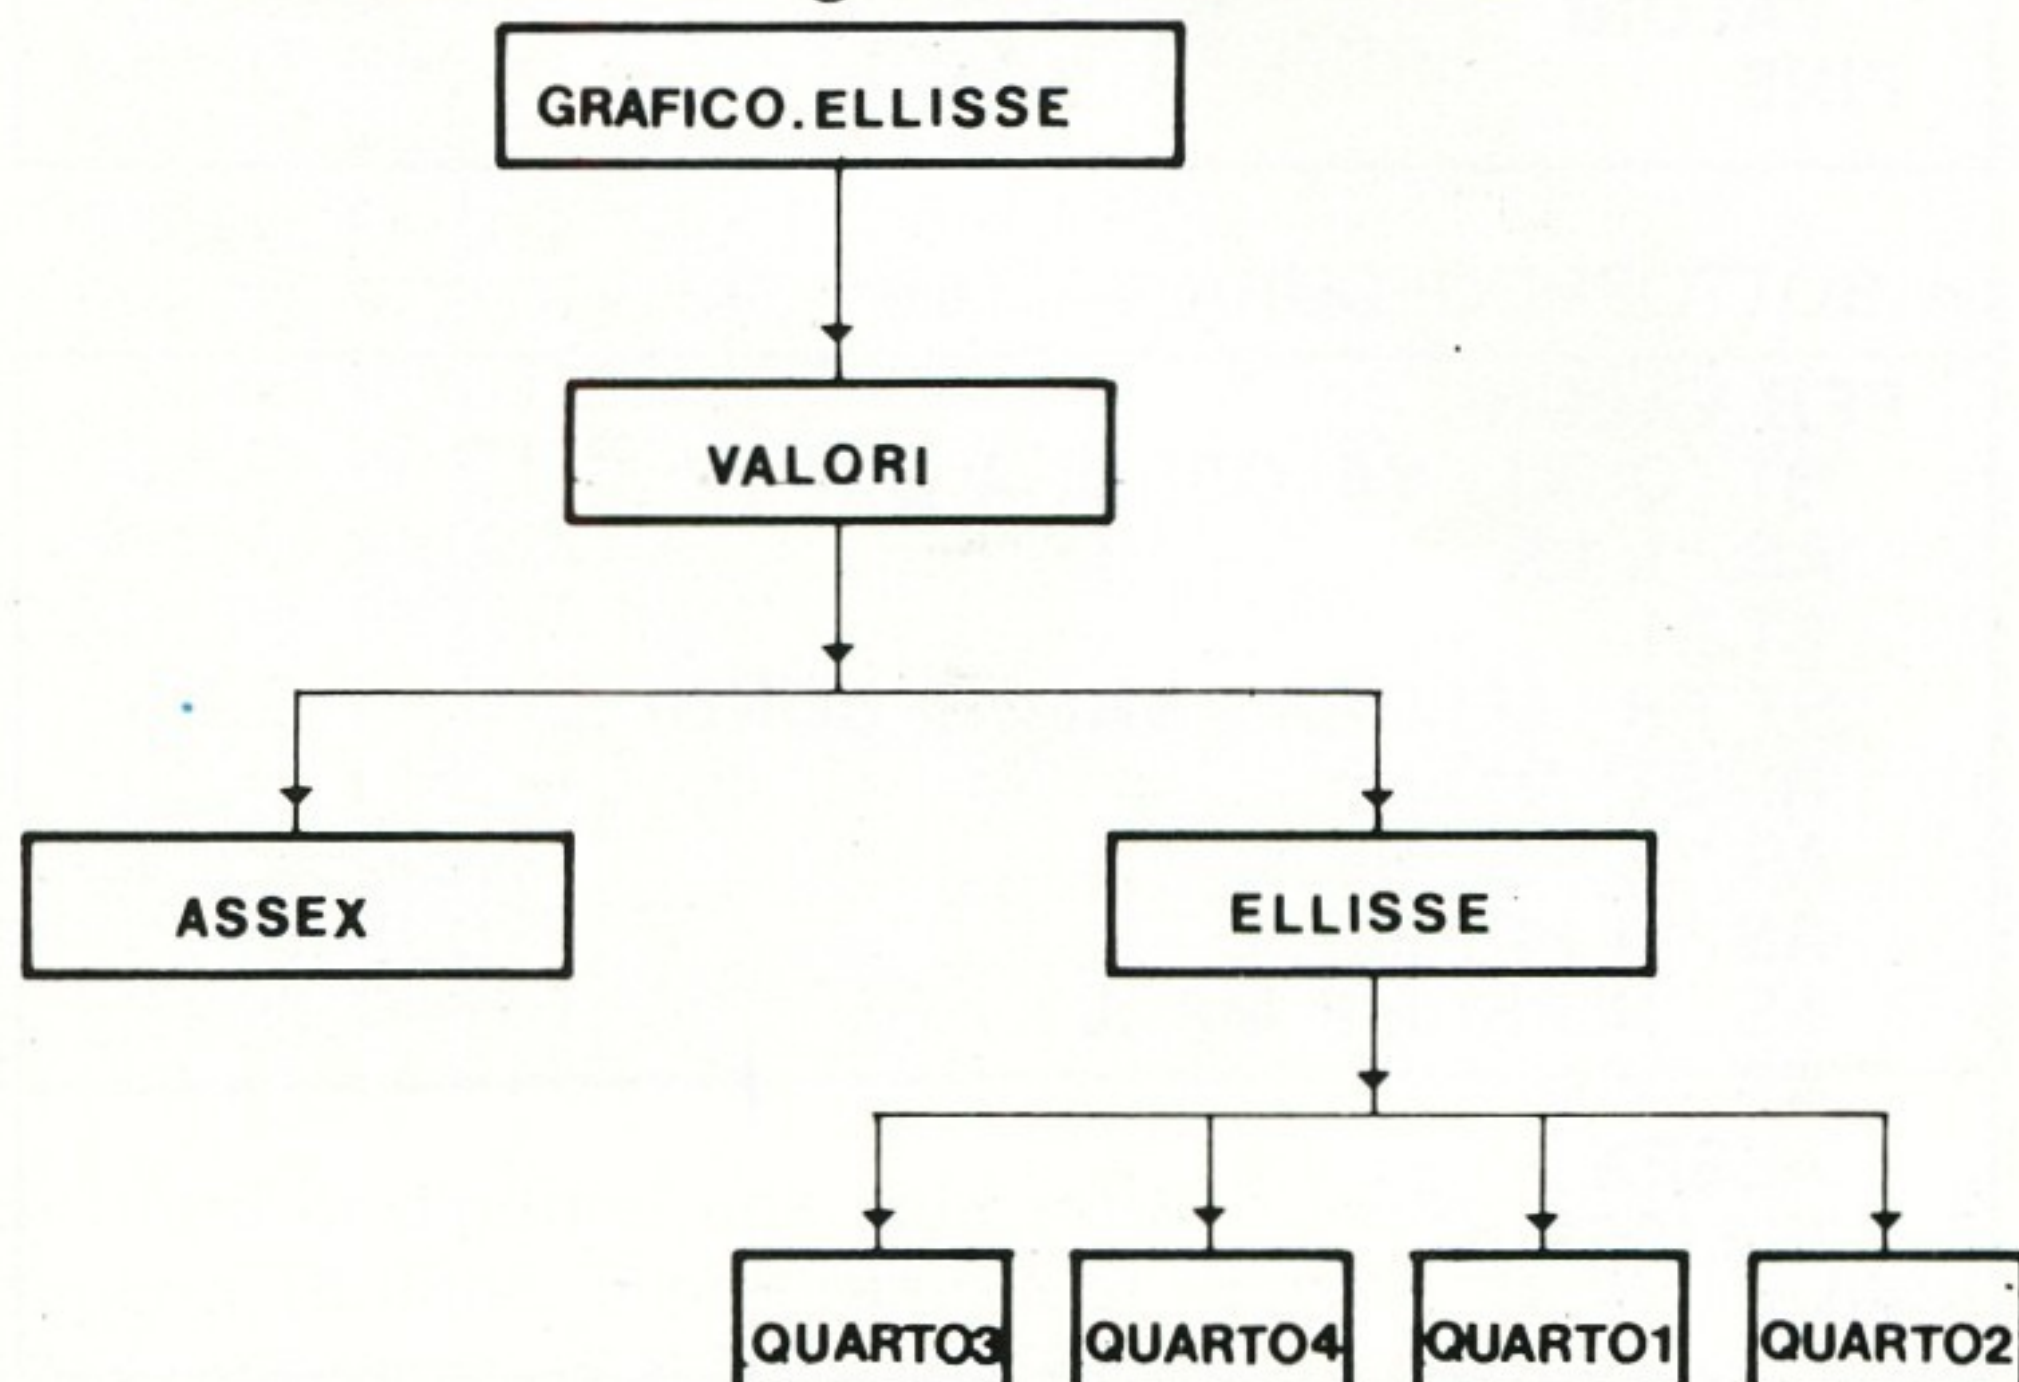 GRAFICO.ELLISSE
VALORI
ASSEX
ELLISSE
QUARTO3
QUARTO4
QUARTO1
QUARTO2